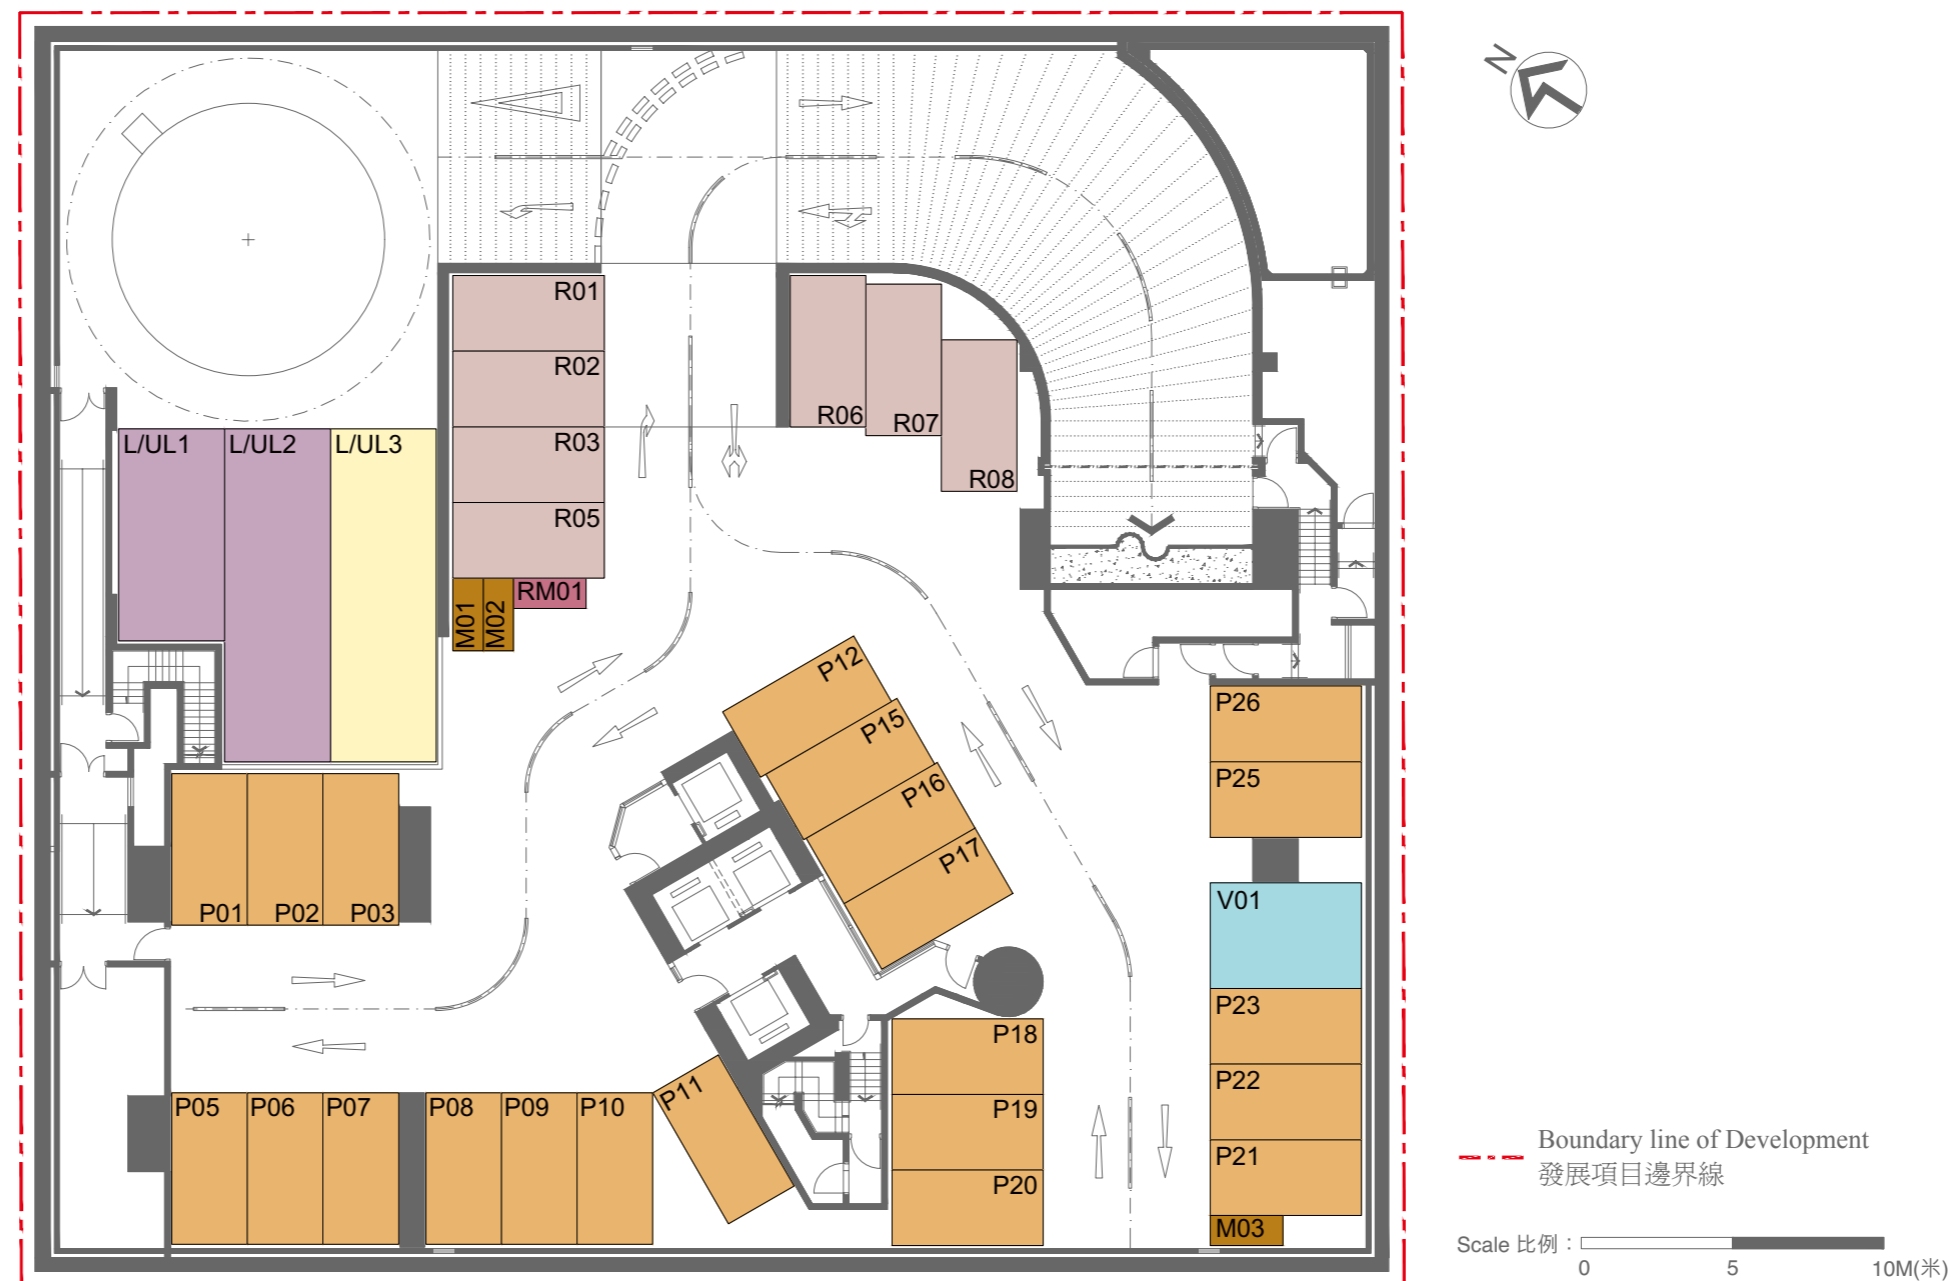 N
R01
R02
R03
R05
R06
R07
R08
L/UL1
L/UL2
L/UL3
M01
M02
RM01
P12
P15
P16
P17
P26
P25
V01
P23
P22
P21
M03
P01
P02
P03
P05
P06
P07
P08
P09
P10
P11
P18
P19
P20
Boundary line of Development
發展項目邊界線
Scale 比例 :
0 5 10M(米)